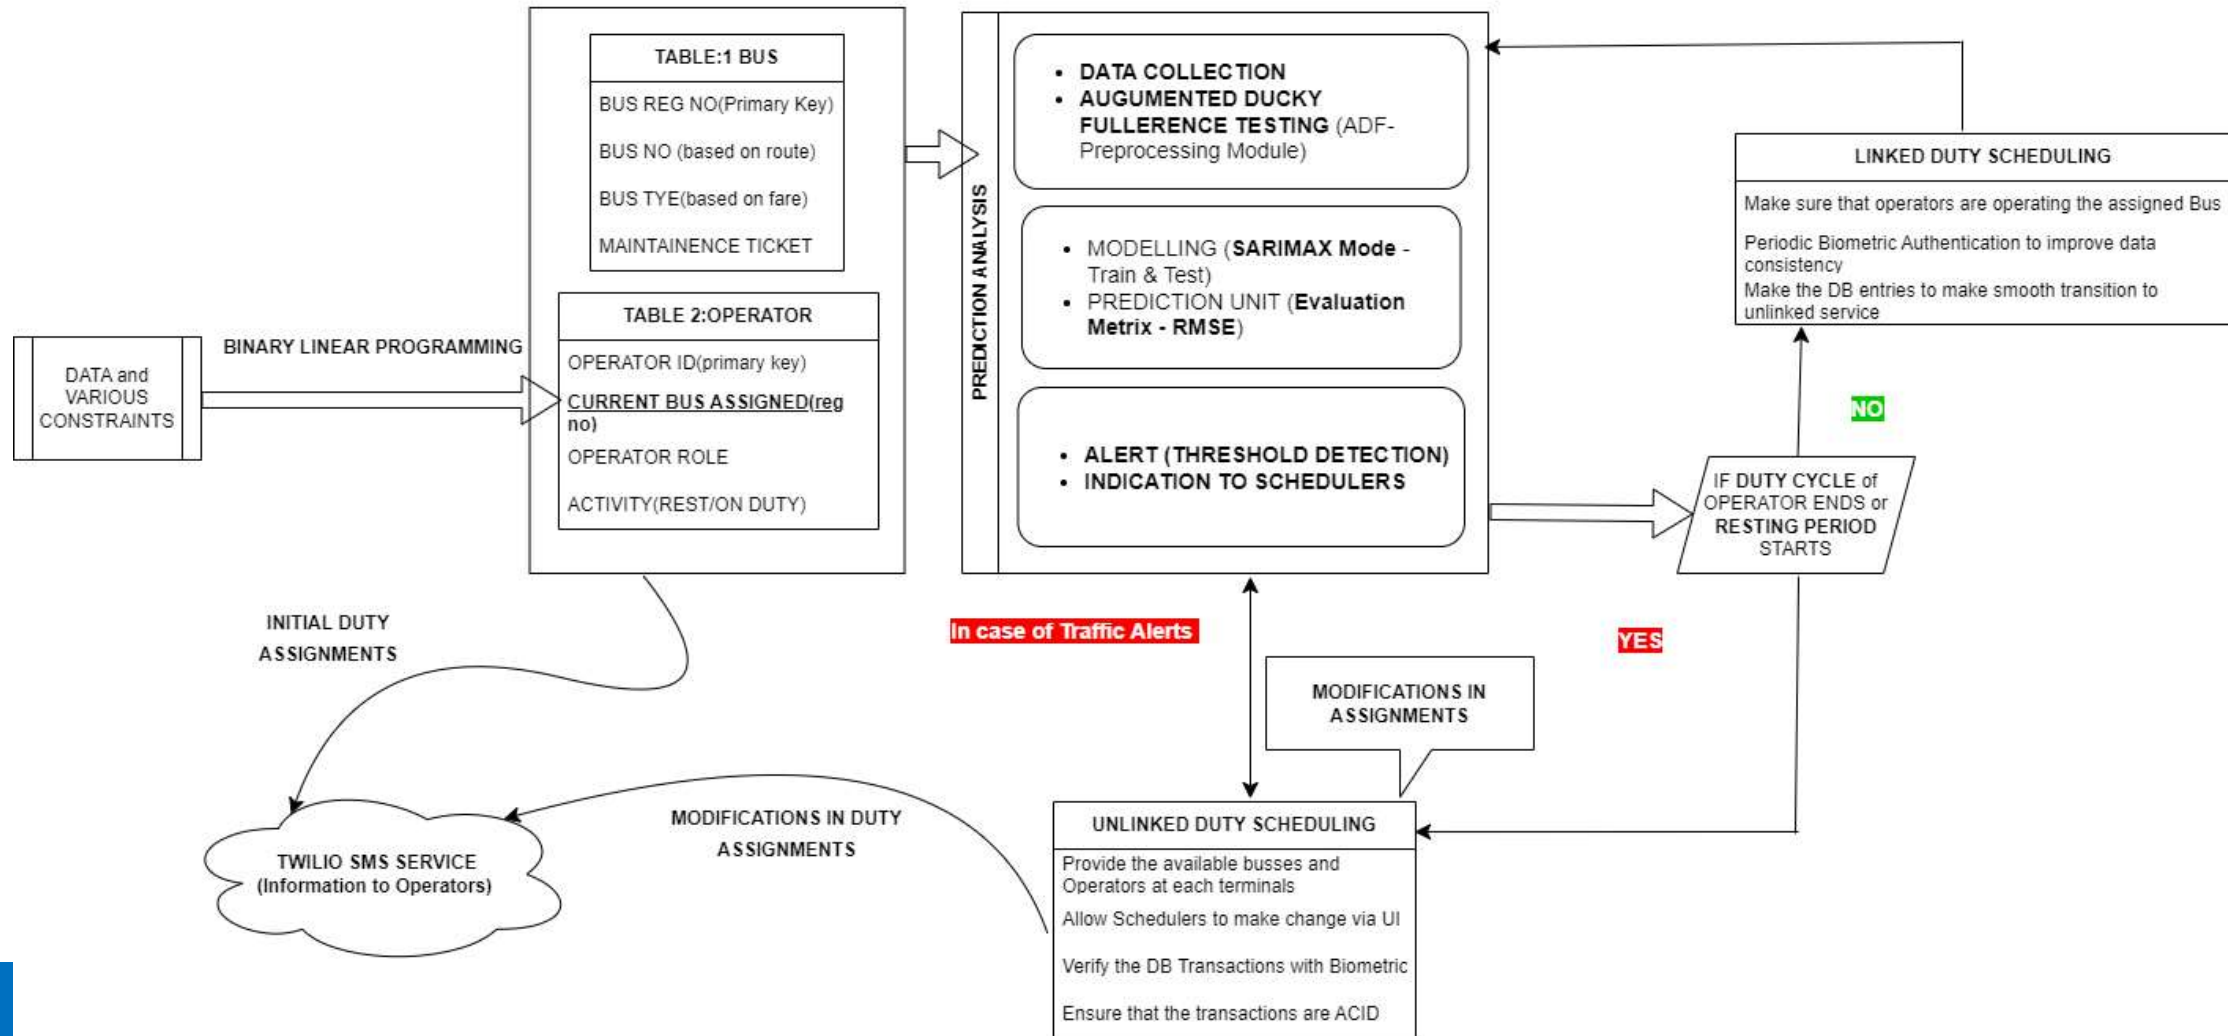 DATA and
VARIOUS
CONSTRAINTS
BINARY LINEAR PROGRAMMING
TABLE:1 BUS
BUS REG NO(Primary Key)
BUS NO (based on route)
BUS TYE(based on fare)
MAINTAINENCE TICKET
TABLE 2:OPERATOR
OPERATOR ID(primary key)
CURRENT BUS ASSIGNED(reg
no)
OPERATOR ROLE
ACTIVITY(REST/ON DUTY)
PREDICTION ANALYSIS
• DATA COLLECTION
• AUGUMENTED DUCKY
FULLERENCE TESTING (ADF-
Preprocessing Module)
• MODELLING (SARIMAX Mode -
Train & Test)
• PREDICTION UNIT (Evaluation
Metrix - RMSE)
• ALERT (THRESHOLD DETECTION)
• INDICATION TO SCHEDULERS
LINKED DUTY SCHEDULING
Make sure that operators are operating the assigned Bus
Periodic Biometric Authentication to improve data
consistency
Make the DB entries to make smooth transition to
unlinked service
NO
IF DUTY CYCLE of
OPERATOR ENDS or
RESTING PERIOD
STARTS
YES
In case of Traffic Alerts
MODIFICATIONS IN
ASSIGNMENTS
INITIAL DUTY
ASSIGNMENTS
TWILIO SMS SERVICE
(Information to Operators)
MODIFICATIONS IN DUTY
ASSIGNMENTS
UNLINKED DUTY SCHEDULING
Provide the available busses and
Operators at each terminals
Allow Schedulers to make change via UI
Verify the DB Transactions with Biometric
Ensure that the transactions are ACID